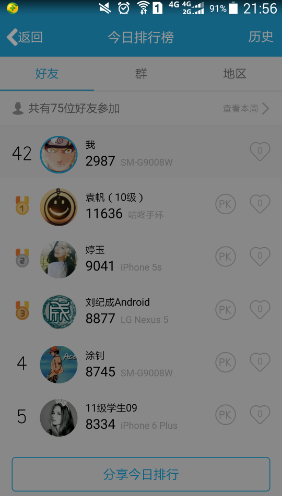 4G 4G 2G 91% 21:56
返回 今日排行榜 历史
好友 群 地区
共有75位好友参加 查看本周
42 我 0
2987 SM-G9008W
1 袁帆（10级） PK 0
11636 咕咚手环
2 婷玉 PK 0
9041 iPhone 5s
3 刘纪成Android PK 0
8877 LG Nexus 5
4 涂钊 PK 0
8745 SM-G9008W
5 11级学生09 PK 0
8334 iPhone 6 Plus
分享今日排行